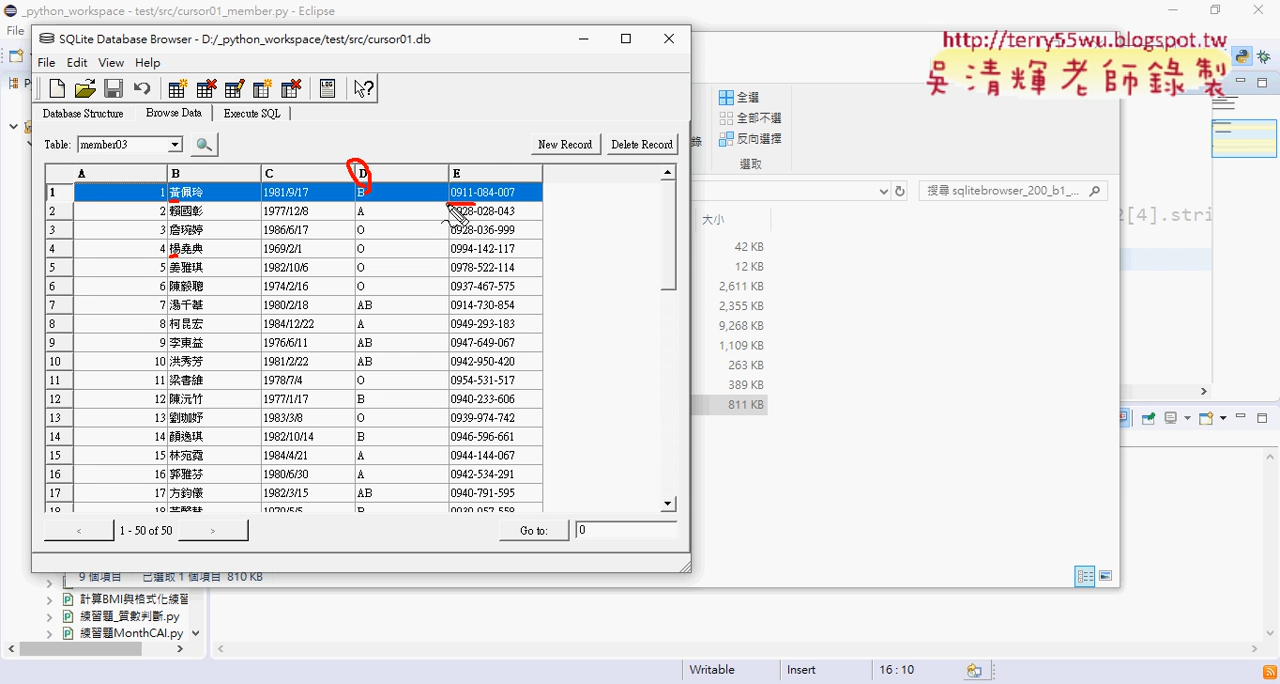 _python_workspace - test/src/cursor01_member.py - Eclipse
File
SQLite Database Browser - D:/_python_workspace/test/src/cursor01.db
http://terry55wu.blogspot.tw
吳清輝老師錄製
File Edit View Help
Database Structure Browse Data Execute SQL
Table: member03 New Record Delete Record
全選
全部不選
反向選擇
選取
錄
搜尋 sqlitebrowser_200_b1_...
大小
A B C D E
1 1 黃佩玲 1981/9/17 B 0911-084-007
2 2 賴國彰 1977/12/8 A 0928-028-043
3 3 詹琬婷 1986/6/17 O
4 4 楊堯典 1969/2/1 O 0994-142-117
5 5 姜雅琪 1982/10/6 O 0978-522-114
6 6 陳毅聰 1974/2/16 O 0937-467-575
7 7 湯千慧 1980/2/18 AB 0914-730-854
8 8 柯昆宏 1984/12/22 A 0949-293-183
9 9 李東益 1976/6/11 AB 0947-649-067
10 10 洪秀芳 1981/2/22 AB 0942-950-420
11 11 梁書維 1978/7/4 O 0954-531-517
12 12 陳沅竹 1977/1/17 B 0940-233-606
13 13 劉珈妤 1983/3/8 O 0939-974-742
14 14 顏逸琪 1982/10/14 B 0946-596-661
15 15 林宛霞 1984/4/21 A 0944-144-067
16 16 郭雅芬 1980/6/30 A 0942-534-291
17 17 方鈞儀 1982/3/15 AB 0940-791-595
< 1 - 50 of 50 > Go to: 0
42 KB
12 KB
2,611 KB
2,355 KB
9,268 KB
1,109 KB
263 KB
389 KB
811 KB
2[4].stri
9 個項目 已選取 1 個項目 810 KB
計算BMI與格式化練習
練習題_質數判斷.py
練習題MonthCAl.py
Writable Insert 16 : 10